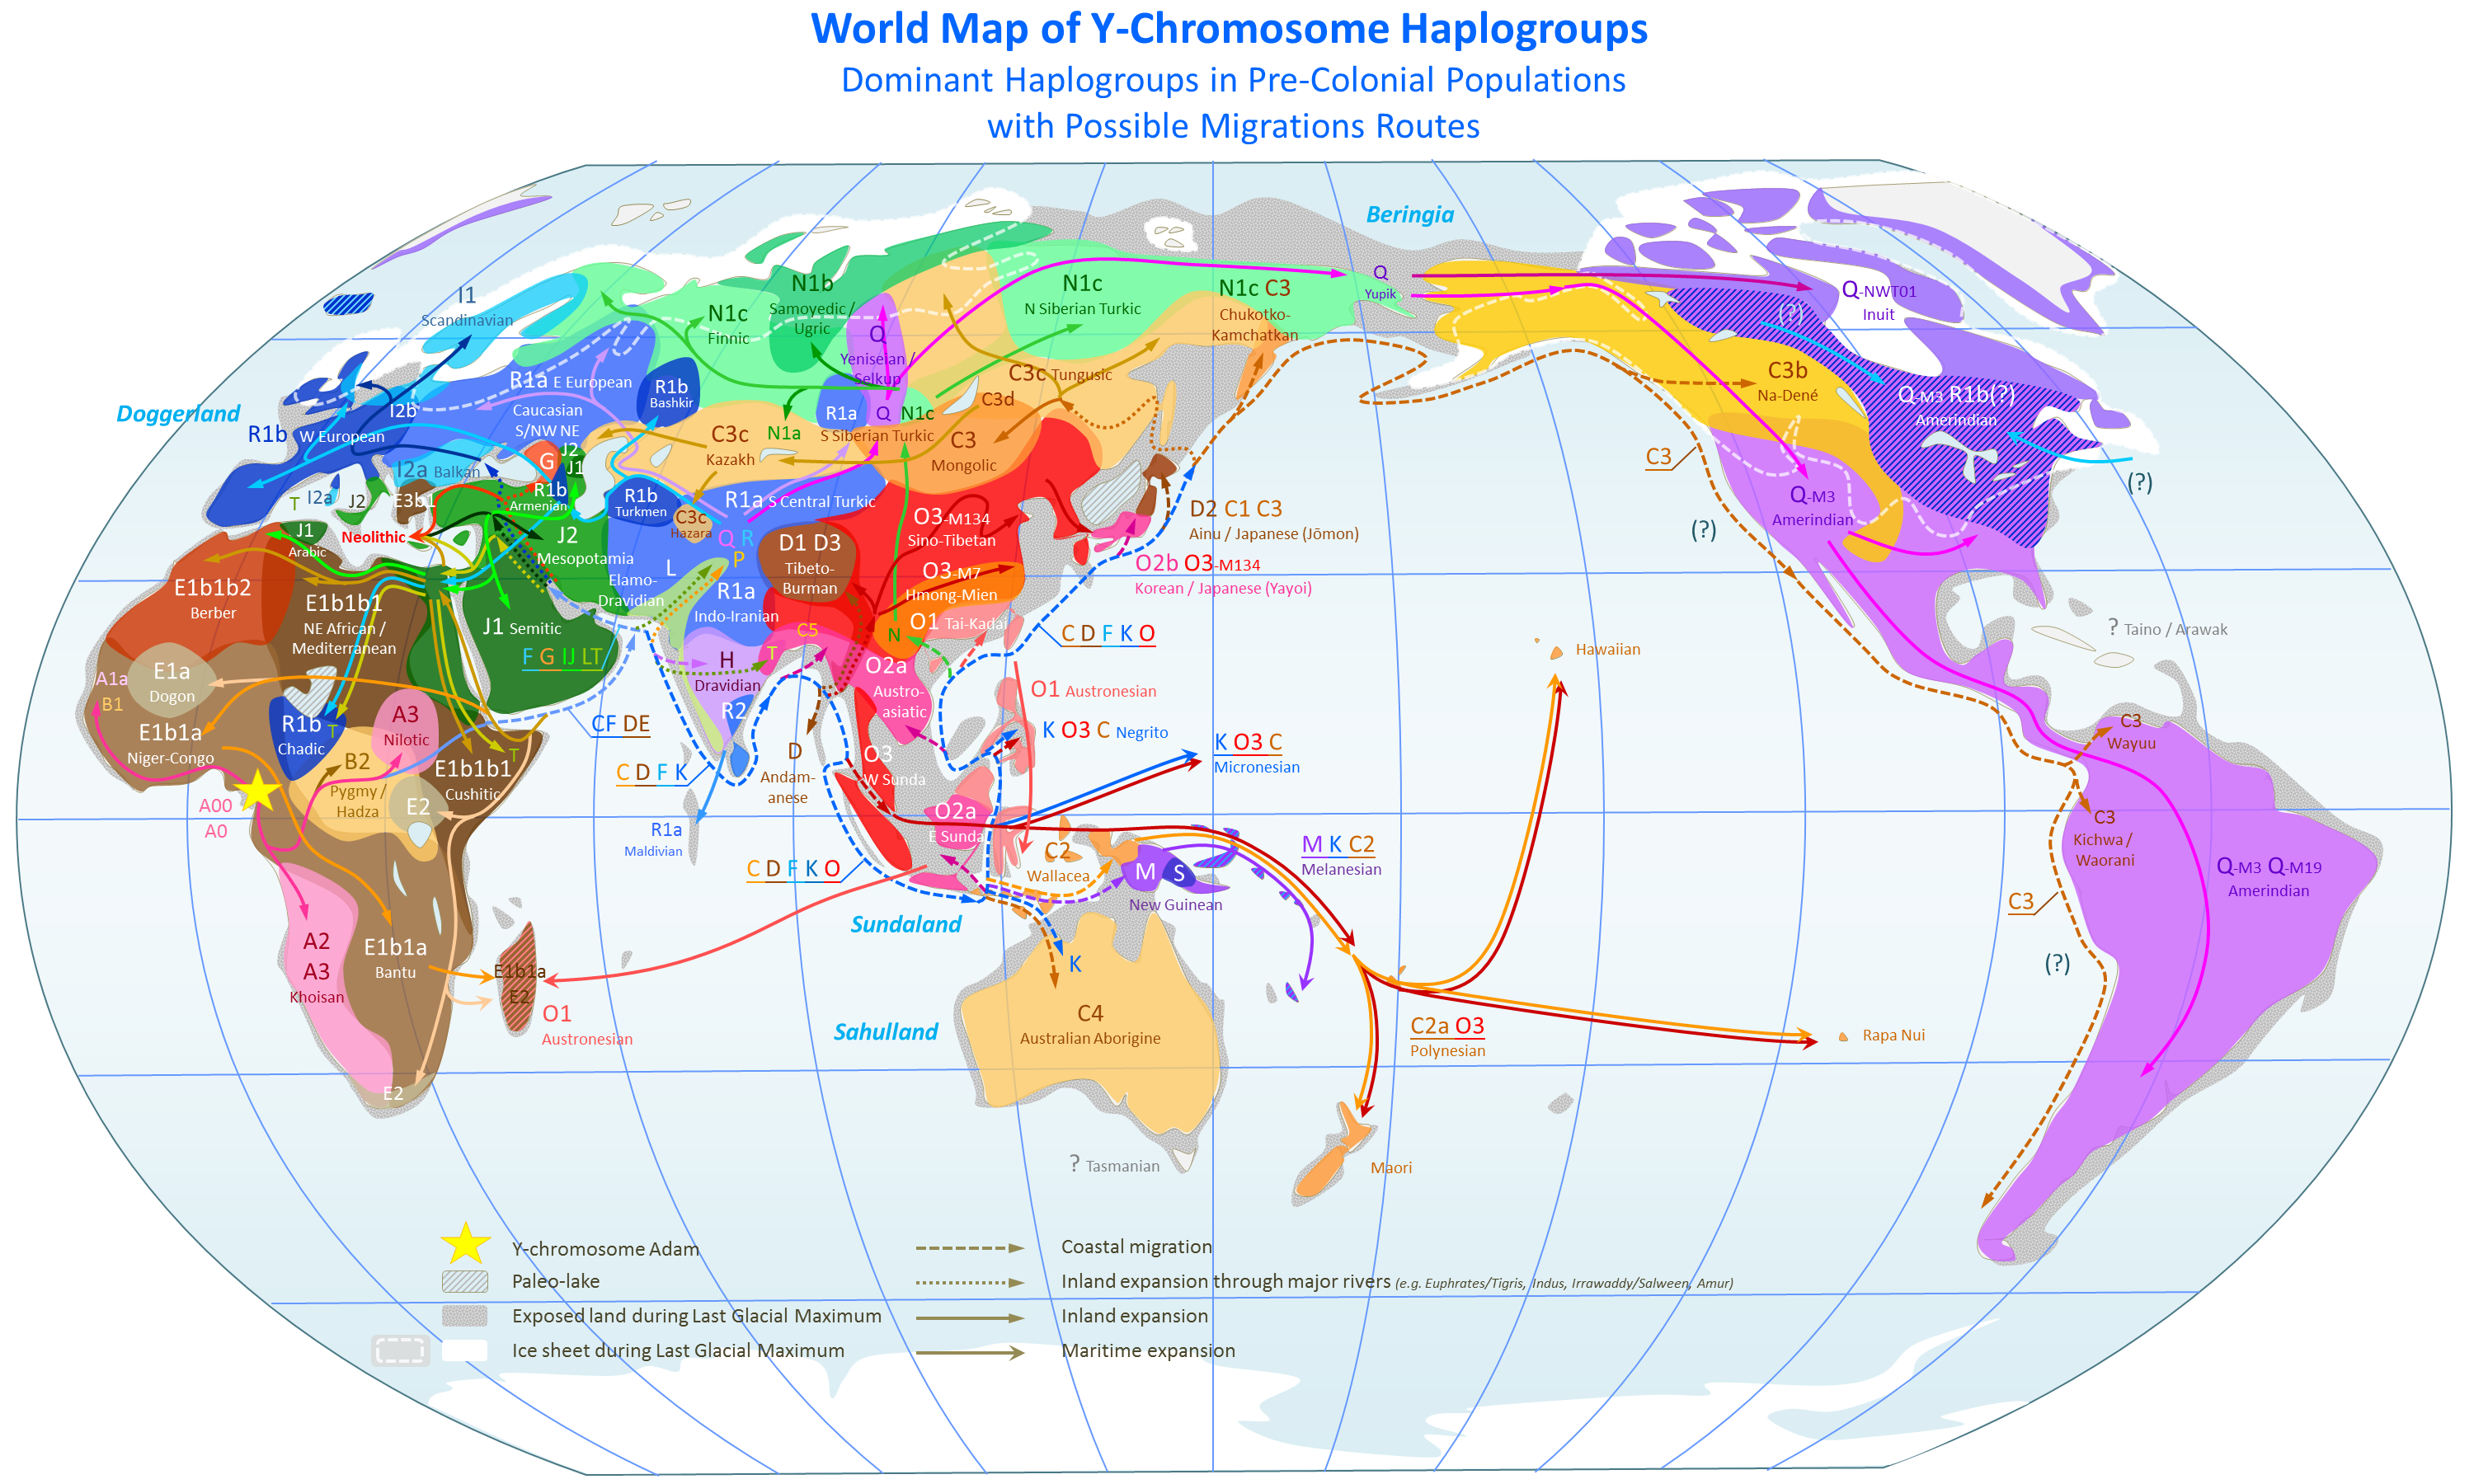 World Map of Y-Chromosome Haplogroups
Dominant Haplogroups in Pre-Colonial Populations
with Possible Migrations Routes
Beringia
Doggerland
Sundaland
Sahulland
I1
Scandinavian
N1c
Finnic
N1b
Samoyedic /
Ugric
Q
Yeniseian /
Selkup
N1c
N Siberian Turkic
N1c C3
Chukotko-
Kamchatkan
Q
Yupik
Q-NWT01
Inuit
(?)
C3b
Na-Dené
Q-M3 R1b(?)
Amerindian
(?)
R1a E European
R1b
Bashkir
Caucasian
S/NW NE
I2b
R1b
W European
I2a Balkan
G
J2
J1
C3c
Kazakh
N1a
R1a
Q
N1c
S Siberian Turkic
C3c Tungusic
C3d
C3
Mongolic
C3
(?)
Q-M3
Amerindian
T
I2a
J2
E3b1
R1b
Armenian
R1b
Turkmen
C3c
Hazara
R1a S Central Turkic
Q R
P
J1
Arabic
Neolithic
J2
Mesopotamia
Elamo-
Dravidian
L
R1a
Indo-Iranian
D1 D3
Tibeto-
Burman
O3-M134
Sino-Tibetan
O3-M7
Hmong-Mien
D2 C1 C3
Ainu / Japanese (Jōmon)
O2b O3-M134
Korean / Japanese (Yayoi)
E1b1b2
Berber
E1b1b1
NE African /
Mediterranean
J1 Semitic
F G IJ LT
C5
T
H
Dravidian
R2
N
O1 Tai-Kadai
O2a
Austro-
asiatic
C D F K O
O1 Austronesian
K O3 C Negrito
K O3 C
Micronesian
Hawaiian
? Taino / Arawak
A1a
B1
E1a
Dogon
E1b1a
Niger-Congo
R1b
Chadic
T
A3
Nilotic
B2
Pygmy /
Hadza
E1b1b1
Cushitic
T
E2
CF DE
C D F K
D
Andam-
anese
O3
W Sunda
O2a
E Sunda
R1a
Maldivian
C D F K O
A00
A0
C2
Wallacea
M
S
New Guinean
M K C2
Melanesian
C3
Wayuu
C3
Kichwa /
Waorani
C3
(?)
Q-M3 Q-M19
Amerindian
A2
A3
Khoisan
E1b1a
Bantu
E1b1a
E2
O1
Austronesian
E2
K
C4
Australian Aborigine
C2a O3
Polynesian
Rapa Nui
Maori
? Tasmanian
Y-chromosome Adam
Paleo-lake
Exposed land during Last Glacial Maximum
Ice sheet during Last Glacial Maximum
Coastal migration
Inland expansion through major rivers (e.g. Euphrates/Tigris, Indus, Irrawaddy/Salween, Amur)
Inland expansion
Maritime expansion